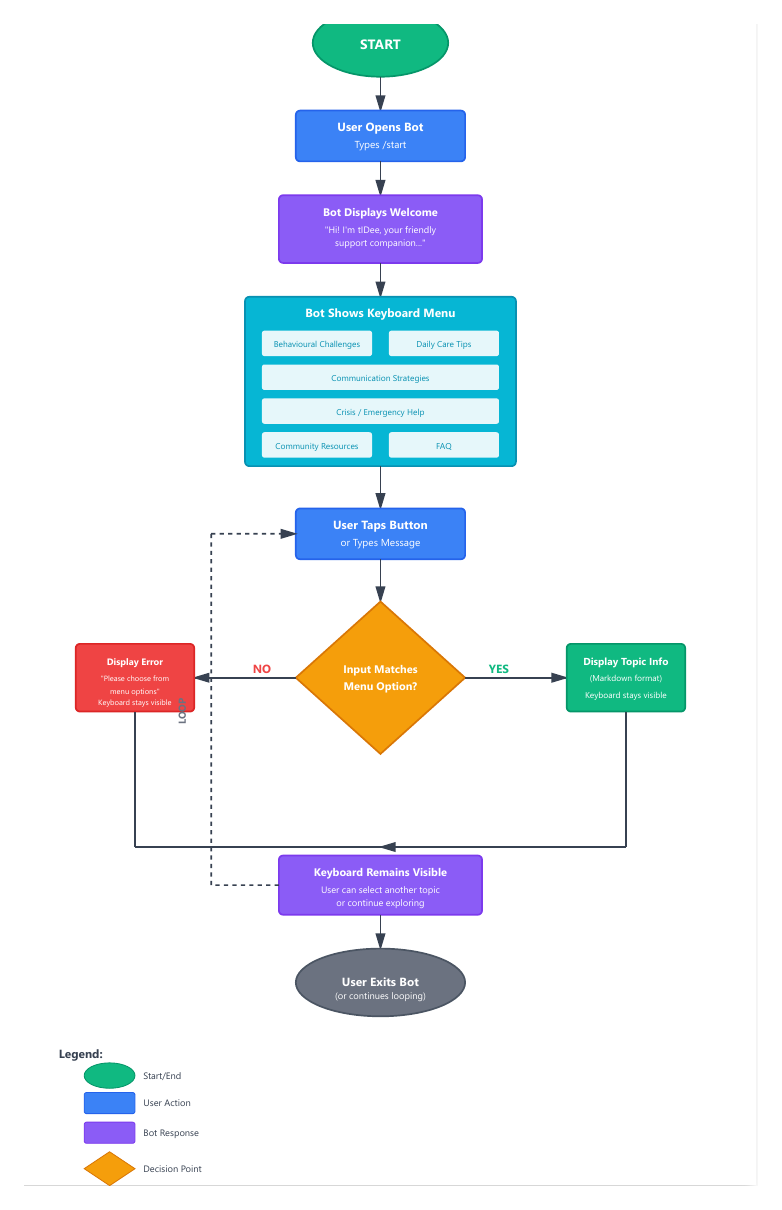 START
User Opens Bot
Types /start
Bot Displays Welcome
"Hi! I'm tIDee, your friendly
support companion..."
Bot Shows Keyboard Menu
Behavioural Challenges
Daily Care Tips
Communication Strategies
Crisis / Emergency Help
Community Resources
FAQ
User Taps Button
or Types Message
Input Matches
Menu Option?
NO
YES
Display Error
"Please choose from
menu options"
Keyboard stays visible
Display Topic Info
(Markdown format)
Keyboard stays visible
LOOP
Keyboard Remains Visible
User can select another topic
or continue exploring
User Exits Bot
(or continues looping)
Legend:
Start/End
User Action
Bot Response
Decision Point